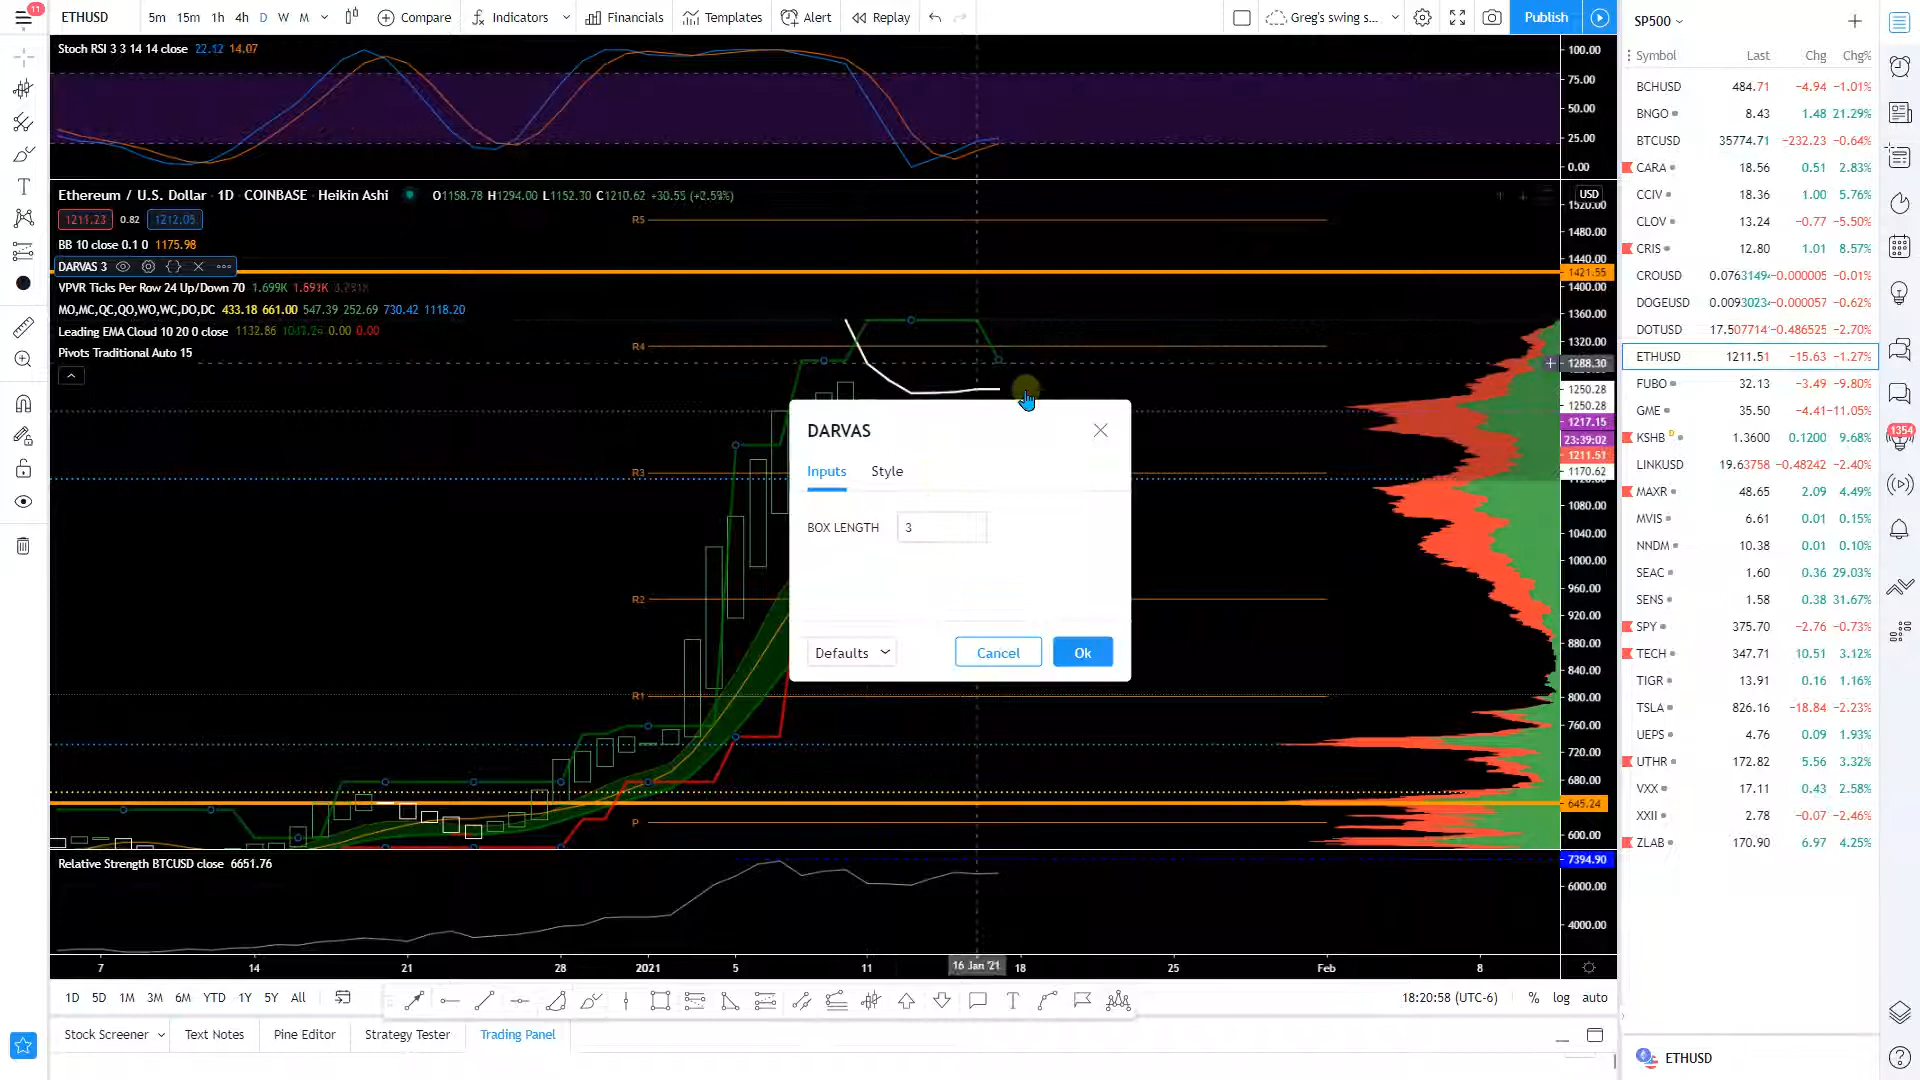 11
ETHUSD
5m 15m 1h 4h D W M
Compare
Indicators
Financials
Templates
Alert
Replay
Greg's swing s...
Publish
SP500
Symbol Last Chg Chg%
Stoch RSI 3 3 14 14 close 22.12 14.07
100.00
75.00
50.00
25.00
0.00
Ethereum / U.S. Dollar · 1D · COINBASE · Heikin Ashi
O1158.78 H1294.00 L1152.30 C1210.62 +30.55 (+2.59%)
USD
1211.23 0.82 1212.05
BB 10 close 0.1 0 1175.98
DARVAS 3
VPVR Ticks Per Row 24 Up/Down 70 1.699K 1.893K
MO,MC,QC,QO,WO,WC,DO,DC 433.18 661.00 547.39 252.69 730.42 1118.20
Leading EMA Cloud 10 20 0 close 1132.86 0.00 0.00
Pivots Traditional Auto 15
R5
R4
R3
R2
R1
P
1520.00
1480.00
1440.00
1421.55
1400.00
1360.00
1320.00
1288.30
1250.28
1250.28
1217.15
23:39:02
1211.51
1170.62
1080.00
1040.00
1000.00
960.00
920.00
880.00
840.00
800.00
760.00
720.00
680.00
645.24
600.00
DARVAS
Inputs Style
BOX LENGTH 3
Defaults
Cancel
Ok
Relative Strength BTCUSD close 6651.76
7394.90
6000.00
4000.00
7 14 21 28 2021 5 11 16 Jan '21 18 25 Feb 8
1D 5D 1M 3M 6M YTD 1Y 5Y All
18:20:58 (UTC-6) % log auto
Stock Screener
Text Notes
Pine Editor
Strategy Tester
Trading Panel
BCHUSD 484.71 −4.94 −1.01%
BNGO 8.43 1.48 21.29%
BTCUSD 35774.71 −232.23 −0.64%
CARA 18.56 0.51 2.83%
CCIV 18.36 1.00 5.76%
CLOV 13.24 −0.77 −5.50%
CRIS 12.80 1.01 8.57%
CROUSD 0.07631494 −0.000005 −0.01%
DOGEUSD 0.0093023 −0.000057 −0.62%
DOTUSD 17.507714 −0.486525 −2.70%
ETHUSD 1211.51 −15.63 −1.27%
FUBO 32.13 −3.49 −9.80%
GME 35.50 −4.41 −11.05%
KSHB D 1.3600 0.1200 9.68%
LINKUSD 19.63758 −0.48242 −2.40%
MAXR 48.65 2.09 4.49%
MVIS 6.61 0.01 0.15%
NNDM 10.38 0.01 0.10%
SEAC 1.60 0.36 29.03%
SENS 1.58 0.38 31.67%
SPY 375.70 −2.76 −0.73%
TECH 347.71 10.51 3.12%
TIGR 13.91 0.16 1.16%
TSLA 826.16 −18.84 −2.23%
UEPS 4.76 0.09 1.93%
UTHR 172.82 5.56 3.32%
VXX 17.11 0.43 2.58%
XXII 2.78 −0.07 −2.46%
ZLAB 170.90 6.97 4.25%
1354
ETHUSD